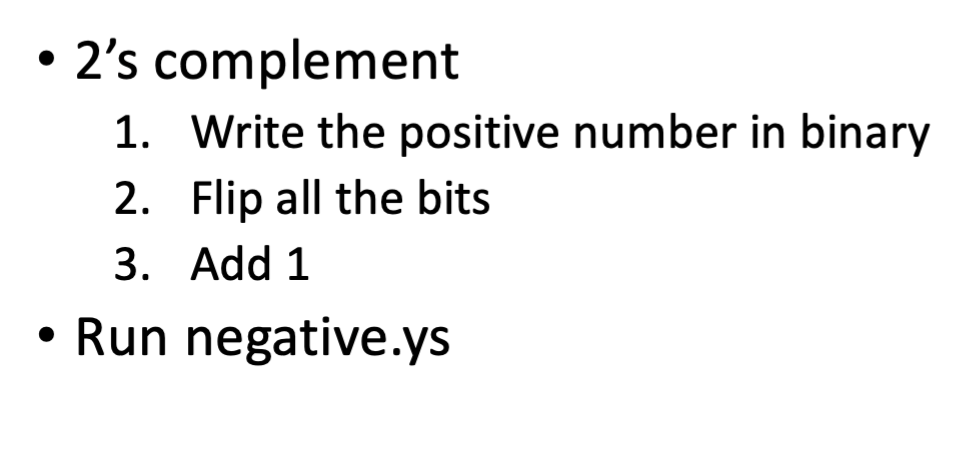 • 2’s complement
1. Write the positive number in binary
2. Flip all the bits
3. Add 1
• Run negative.ys